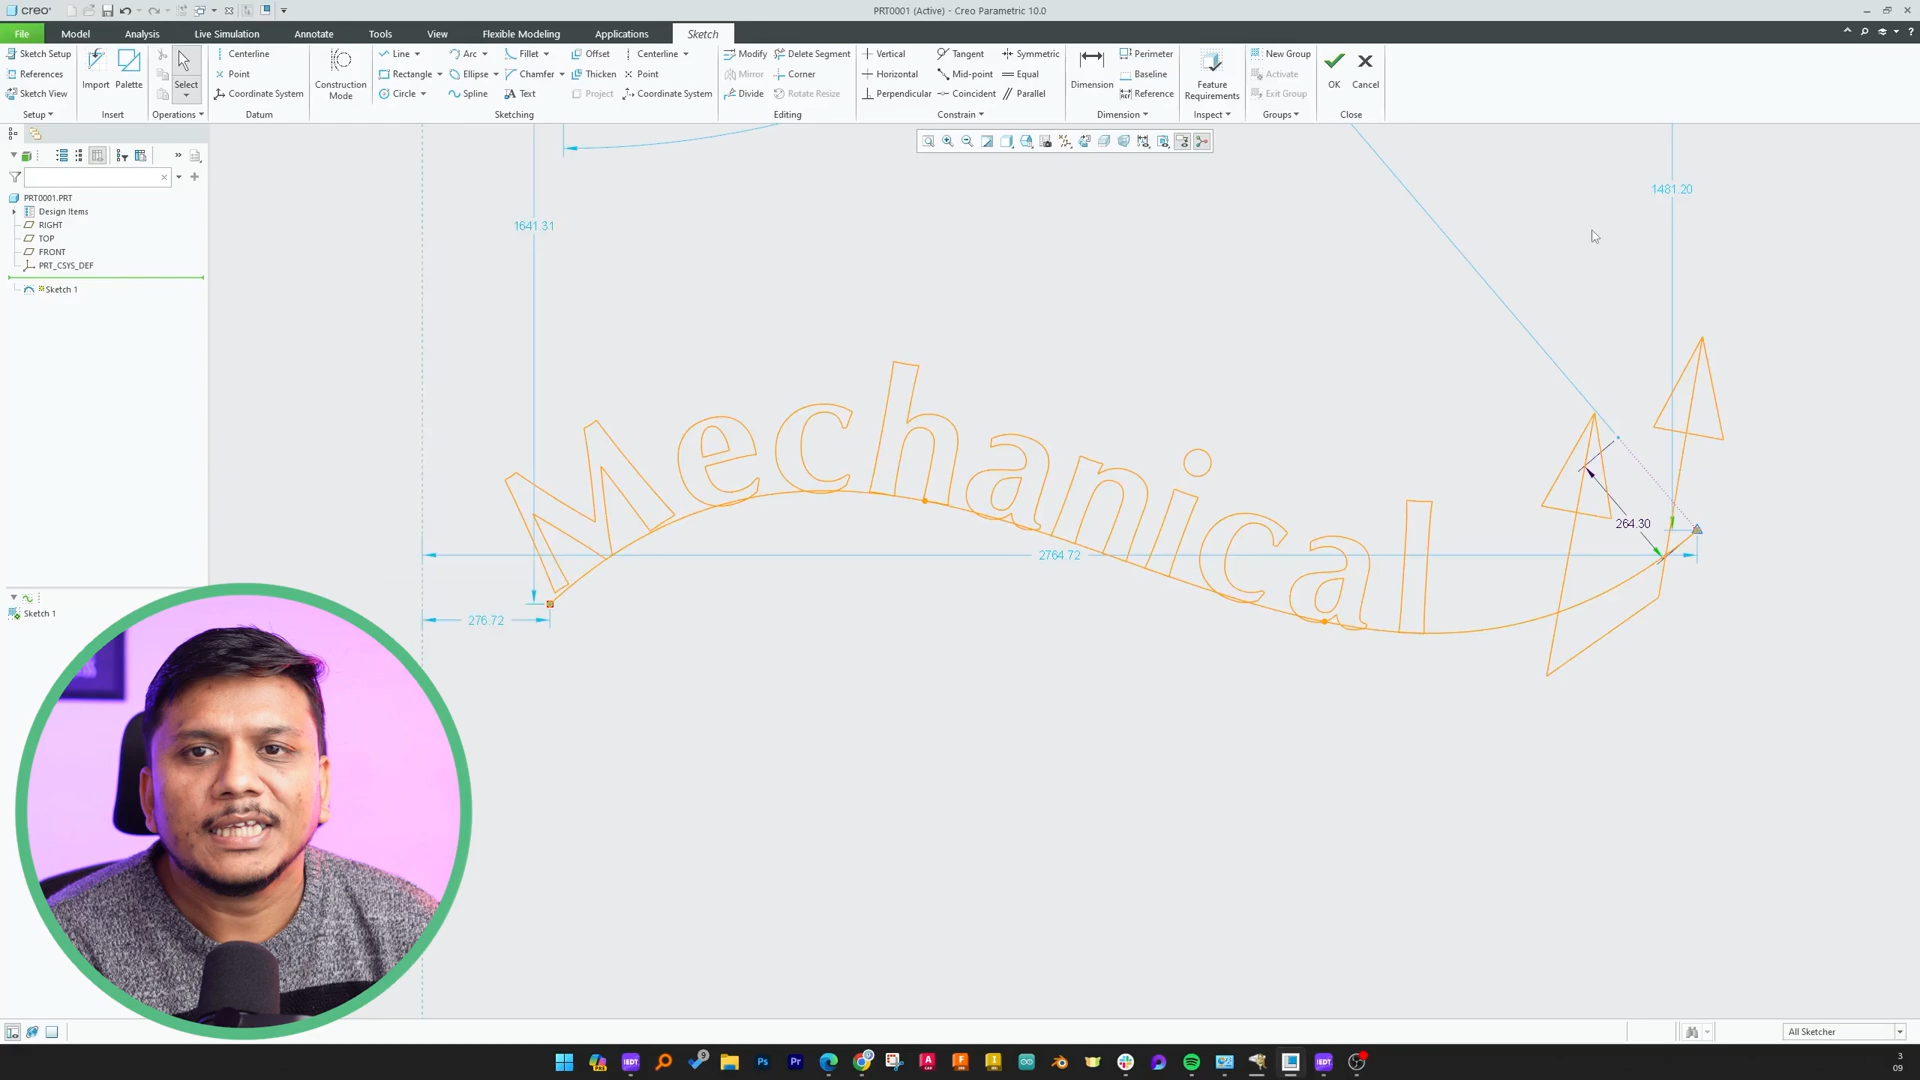 creo
PRT0001 (Active) - Creo Parametric 10.0
File Model Analysis Live Simulation Annotate Tools View Flexible Modeling Applications Sketch
Sketch Setup
References
Sketch View
Setup
Import Palette
Insert
Select
Operations
Centerline
Point
Coordinate System
Datum
Construction
Mode
Line Arc Fillet Offset Centerline
Rectangle Ellipse Chamfer Thicken Point
Circle Spline Text Project Coordinate System
Sketching
Modify Delete Segment
Mirror Corner
Divide Rotate Resize
Editing
Vertical Tangent Symmetric
Horizontal Mid-point Equal
Perpendicular Coincident Parallel
Constrain
Dimension
Perimeter
Baseline
Reference
Dimension
Feature
Requirements
Inspect
New Group
Activate
Exit Group
Groups
OK Cancel
Close
PRT0001.PRT
Design Items
RIGHT
TOP
FRONT
PRT_CSYS_DEF
Sketch 1
Sketch 1
1481.20
1641.31
Mechanical
264.30
2764.72
276.72
All Sketcher
9
3
09